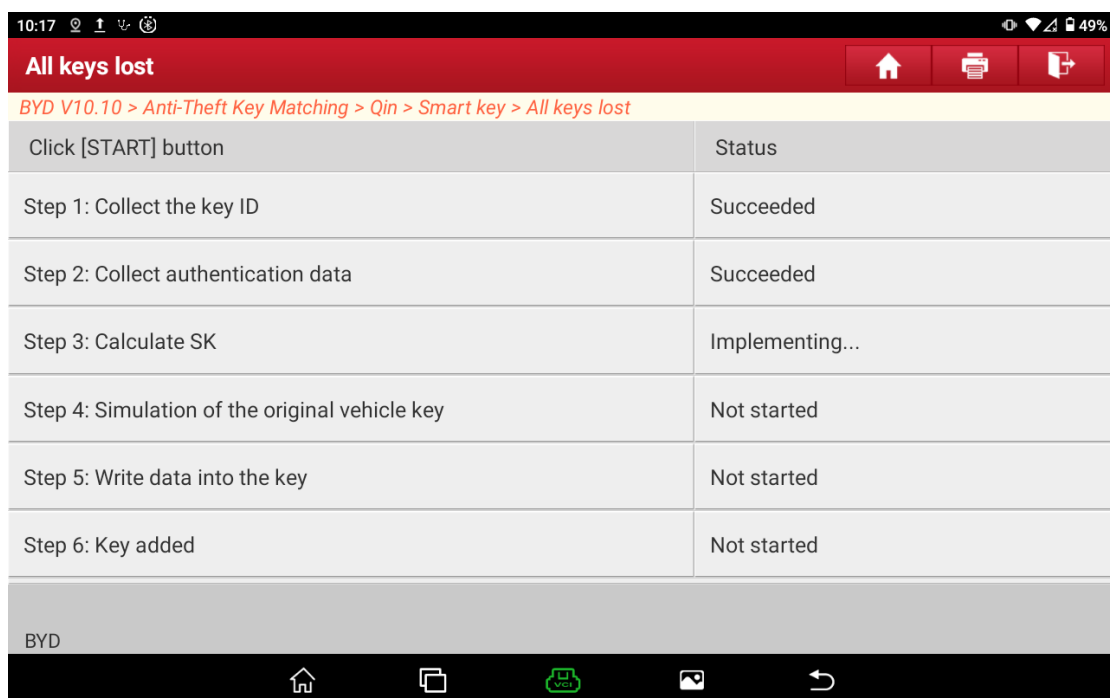 10:17 49%
All keys lost
BYD V10.10 > Anti-Theft Key Matching > Qin > Smart key > All keys lost
Click [START] button Status
Step 1: Collect the key ID Succeeded
Step 2: Collect authentication data Succeeded
Step 3: Calculate SK Implementing...
Step 4: Simulation of the original vehicle key Not started
Step 5: Write data into the key Not started
Step 6: Key added Not started
BYD
VCI